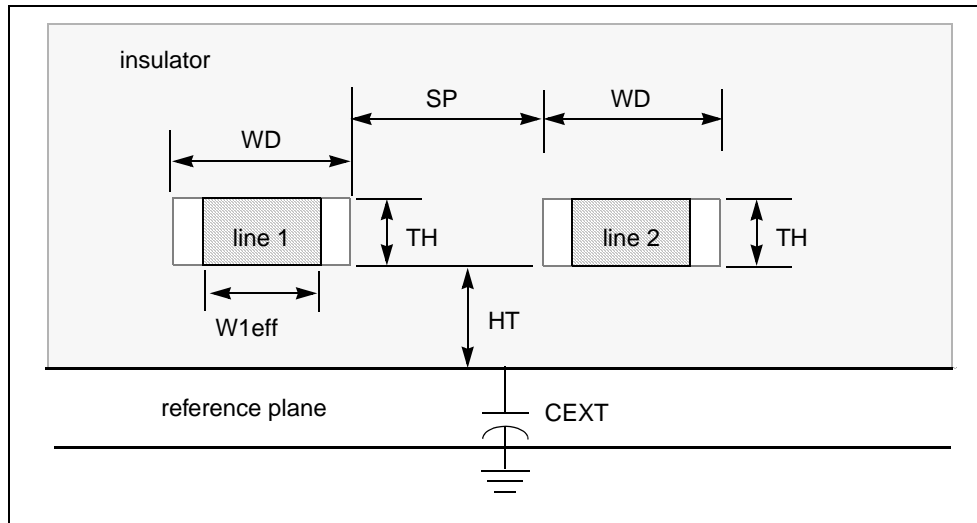 insulator
SP
WD
WD
line 1
TH
line 2
TH
W1eff
HT
reference plane
CEXT